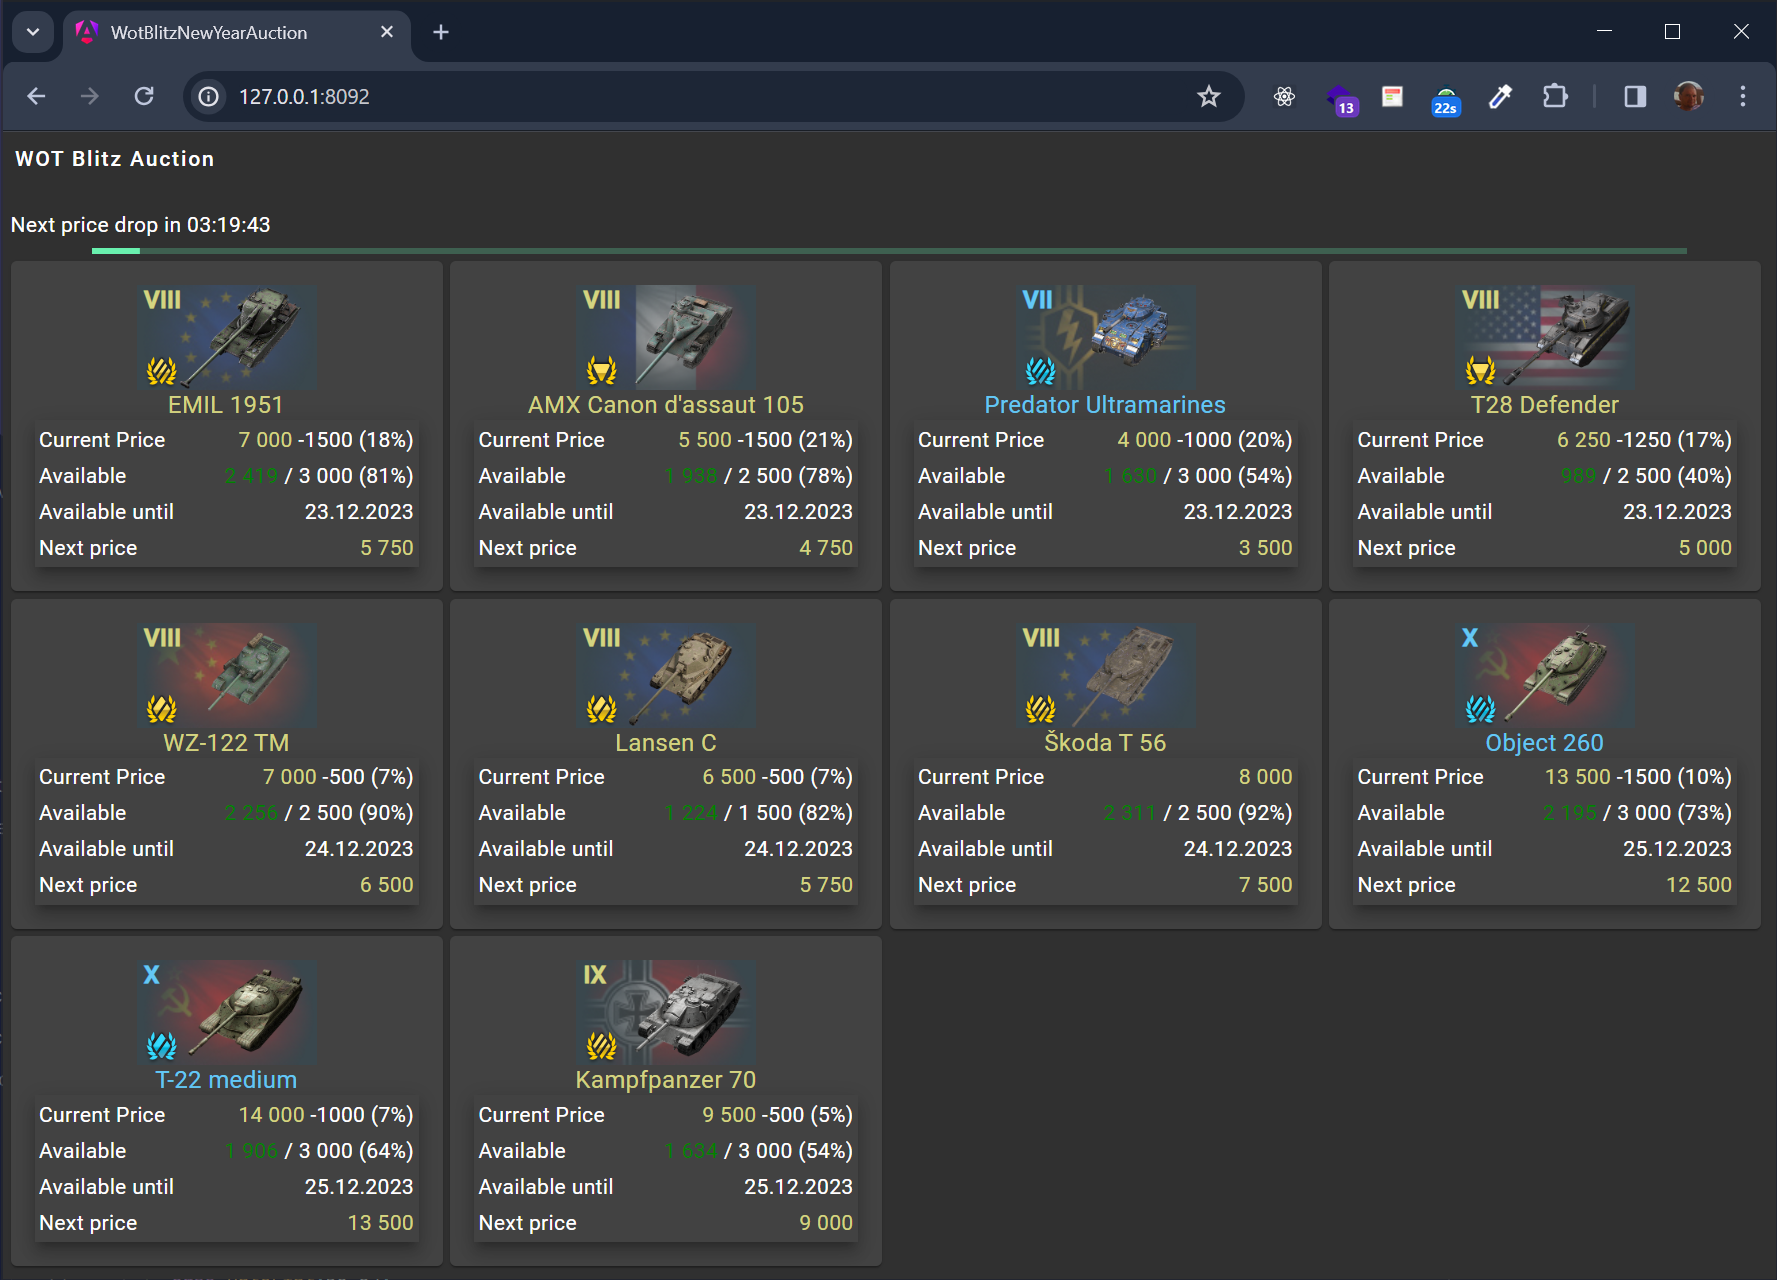 WotBlitzNewYearAuction
127.0.0.1:8092
13
22s
WOT Blitz Auction
Next price drop in 03:19:43
VIII
EMIL 1951
Current Price 7 000 -1500 (18%)
Available 2 419 / 3 000 (81%)
Available until 23.12.2023
Next price 5 750
VIII
AMX Canon d'assaut 105
Current Price 5 500 -1500 (21%)
Available 1 938 / 2 500 (78%)
Available until 23.12.2023
Next price 4 750
VII
Predator Ultramarines
Current Price 4 000 -1000 (20%)
Available 1 630 / 3 000 (54%)
Available until 23.12.2023
Next price 3 500
VIII
T28 Defender
Current Price 6 250 -1250 (17%)
Available 989 / 2 500 (40%)
Available until 23.12.2023
Next price 5 000
VIII
WZ-122 TM
Current Price 7 000 -500 (7%)
Available 2 256 / 2 500 (90%)
Available until 24.12.2023
Next price 6 500
VIII
Lansen C
Current Price 6 500 -500 (7%)
Available 1 224 / 1 500 (82%)
Available until 24.12.2023
Next price 5 750
VIII
Škoda T 56
Current Price 8 000
Available 2 311 / 2 500 (92%)
Available until 24.12.2023
Next price 7 500
X
Object 260
Current Price 13 500 -1500 (10%)
Available 2 195 / 3 000 (73%)
Available until 25.12.2023
Next price 12 500
X
T-22 medium
Current Price 14 000 -1000 (7%)
Available 1 906 / 3 000 (64%)
Available until 25.12.2023
Next price 13 500
IX
Kampfpanzer 70
Current Price 9 500 -500 (5%)
Available 1 634 / 3 000 (54%)
Available until 25.12.2023
Next price 9 000